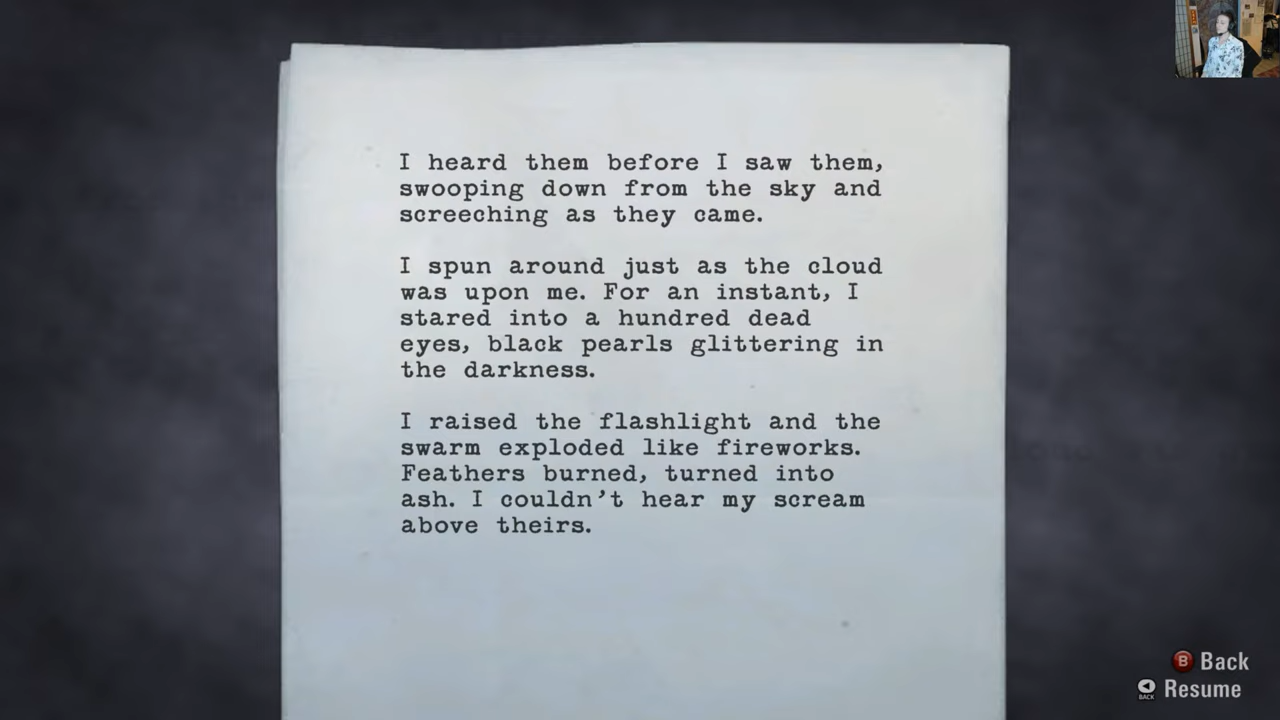 I heard them before I saw them,
swooping down from the sky and
screeching as they came.
I spun around just as the cloud
was upon me. For an instant, I
stared into a hundred dead
eyes, black pearls glittering in
the darkness.
I raised the flashlight and the
swarm exploded like fireworks.
Feathers burned, turned into
ash. I couldn't hear my scream
above theirs.
B Back
BACK Resume